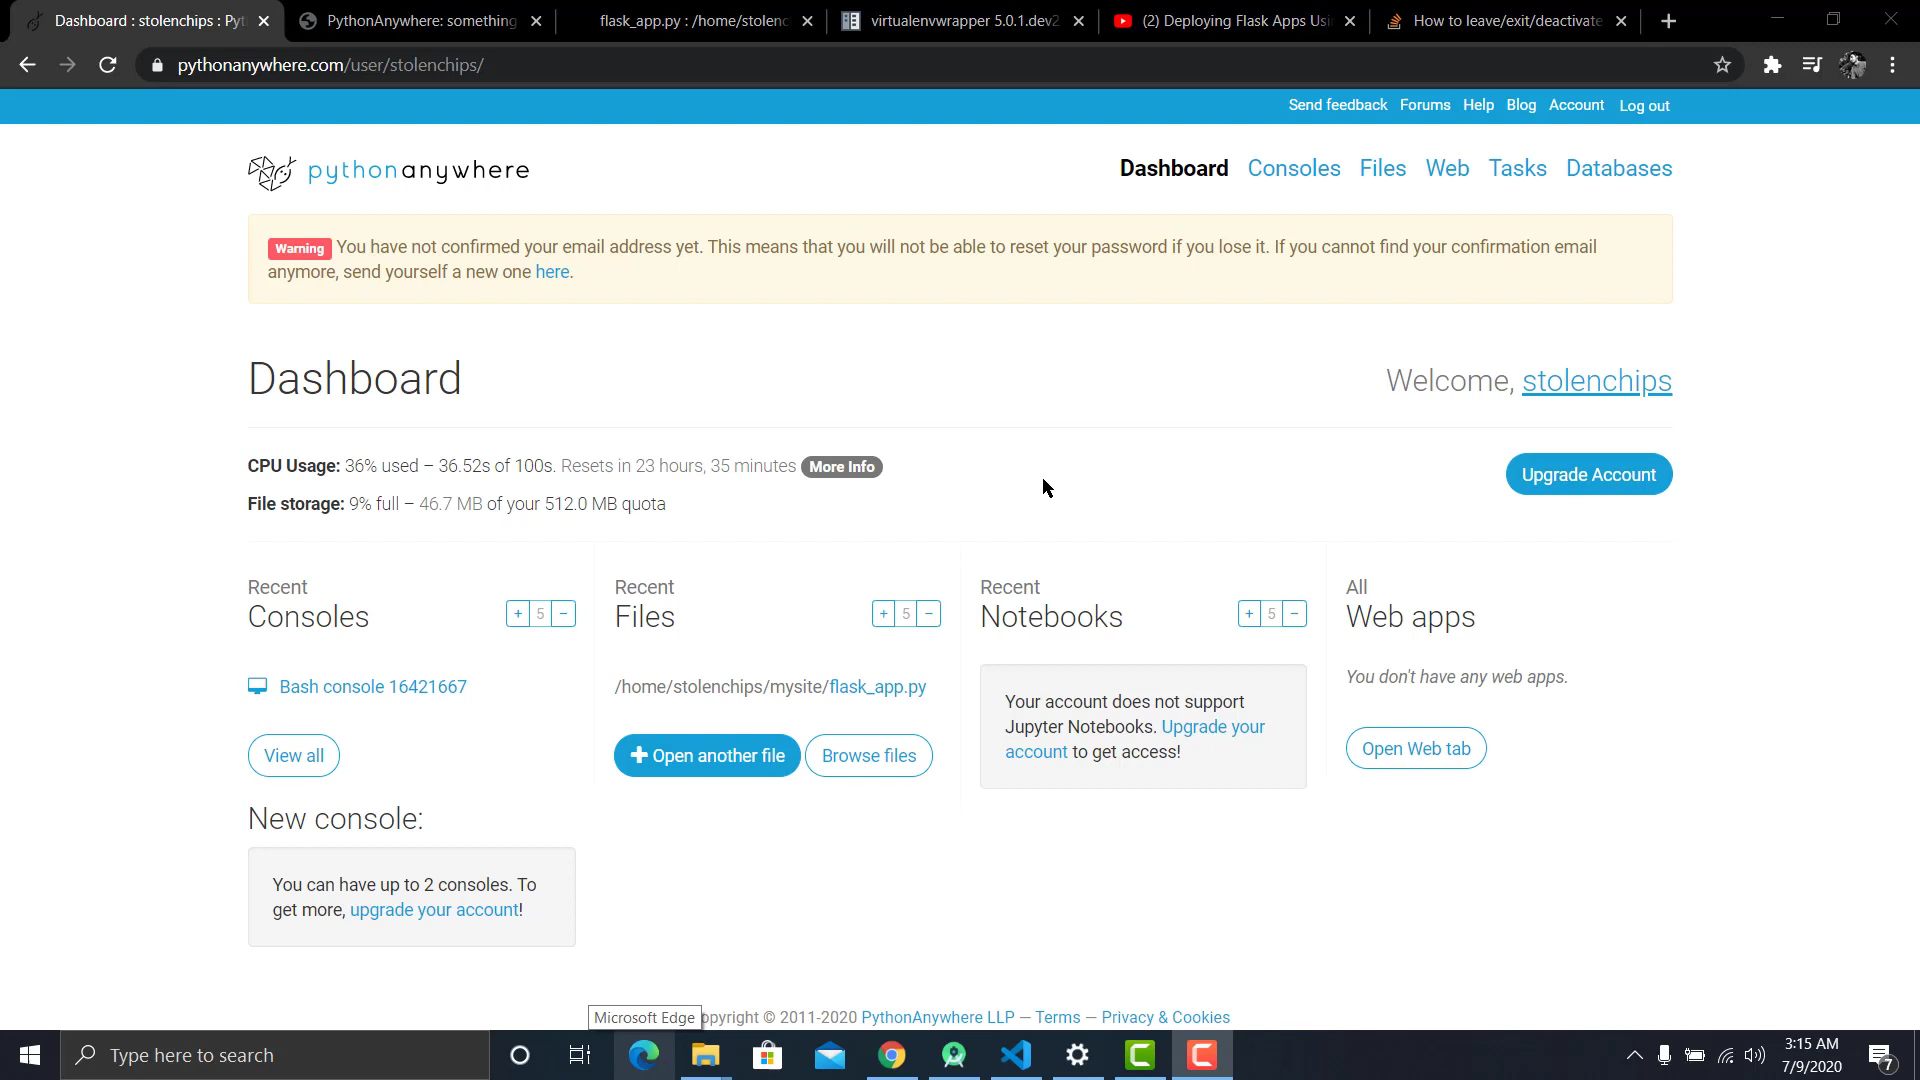 Dashboard : stolenchips : Pyt
PythonAnywhere: something
flask_app.py : /home/stolenc
virtualenvwrapper 5.0.1.dev2
(2) Deploying Flask Apps Usi
How to leave/exit/deactivate
pythonanywhere.com/user/stolenchips/
Send feedback Forums Help Blog Account Log out
pythonanywhere
Dashboard Consoles Files Web Tasks Databases
Warning You have not confirmed your email address yet. This means that you will not be able to reset your password if you lose it. If you cannot find your confirmation email
anymore, send yourself a new one here.
Dashboard
Welcome, stolenchips
CPU Usage: 36% used – 36.52s of 100s. Resets in 23 hours, 35 minutes More Info
Upgrade Account
File storage: 9% full – 46.7 MB of your 512.0 MB quota
Recent
Consoles
+ 5 −
Bash console 16421667
View all
New console:
You can have up to 2 consoles. To
get more, upgrade your account!
Recent
Files
+ 5 −
/home/stolenchips/mysite/flask_app.py
+ Open another file
Browse files
Recent
Notebooks
+ 5 −
Your account does not support
Jupyter Notebooks. Upgrade your
account to get access!
All
Web apps
You don't have any web apps.
Open Web tab
Microsoft Edge
opyright © 2011-2020 PythonAnywhere LLP — Terms — Privacy & Cookies
Type here to search
3:15 AM
7/9/2020
7